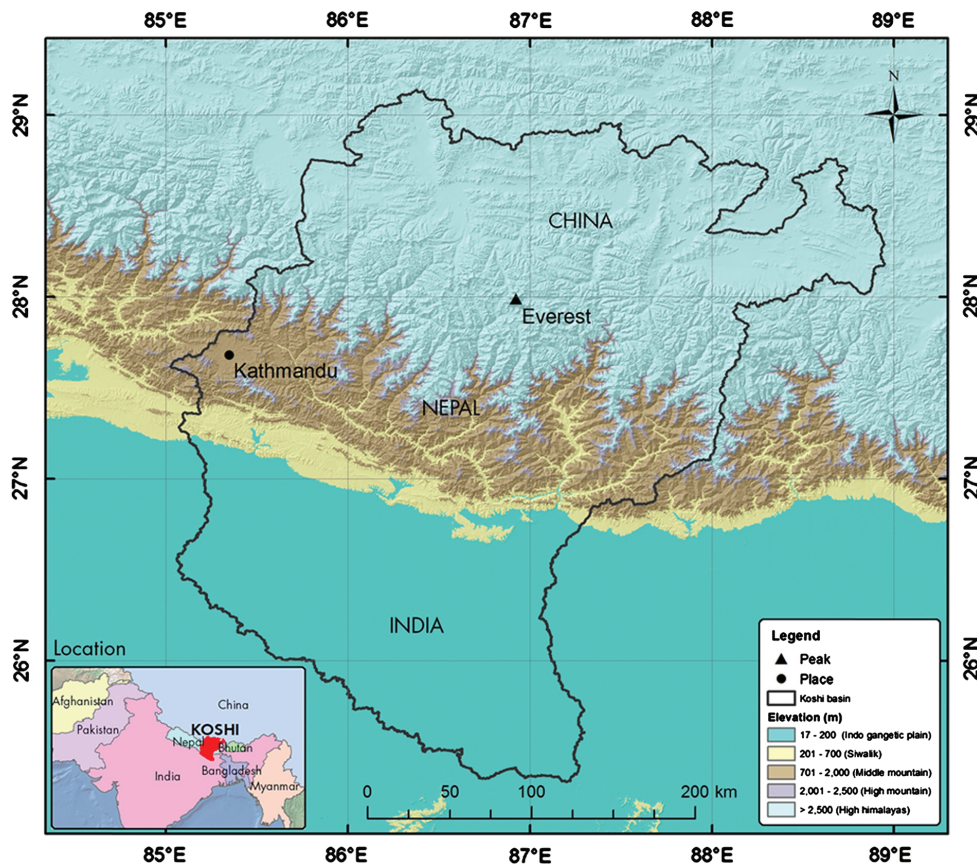 85°E 86°E 87°E 88°E 89°E
29°N 29°N
N
CHINA
28°N 28°N
Everest
Kathmandu
NEPAL
27°N 27°N
INDIA
26°N 26°N
Location
Afghanistan
China
Pakistan
KOSHI
Nepal
Bhutan
India
Bangladesh
Myanmar
0 50 100 200 km
Legend
Peak
Place
Koshi basin
Elevation (m)
17 - 200 (Indo gangetic plain)
201 - 700 (Siwalik)
701 - 2,000 (Middle mountain)
2,001 - 2,500 (High mountain)
> 2,500 (High himalayas)
85°E 86°E 87°E 88°E 89°E